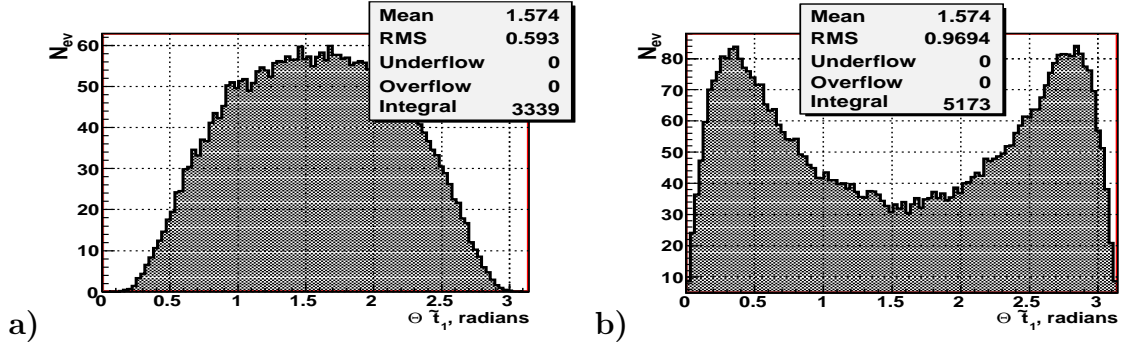 N_ev
60
50
40
30
20
10
0
Mean 1.574
RMS 0.593
Underflow 0
Overflow 0
Integral 3339
0 0.5 1 1.5 2 2.5 3
Θ t̃_1, radians
a)
N_ev
80
70
60
50
40
30
20
10
Mean 1.574
RMS 0.9694
Underflow 0
Overflow 0
Integral 5173
0 0.5 1 1.5 2 2.5 3
Θ t̃_1, radians
b)